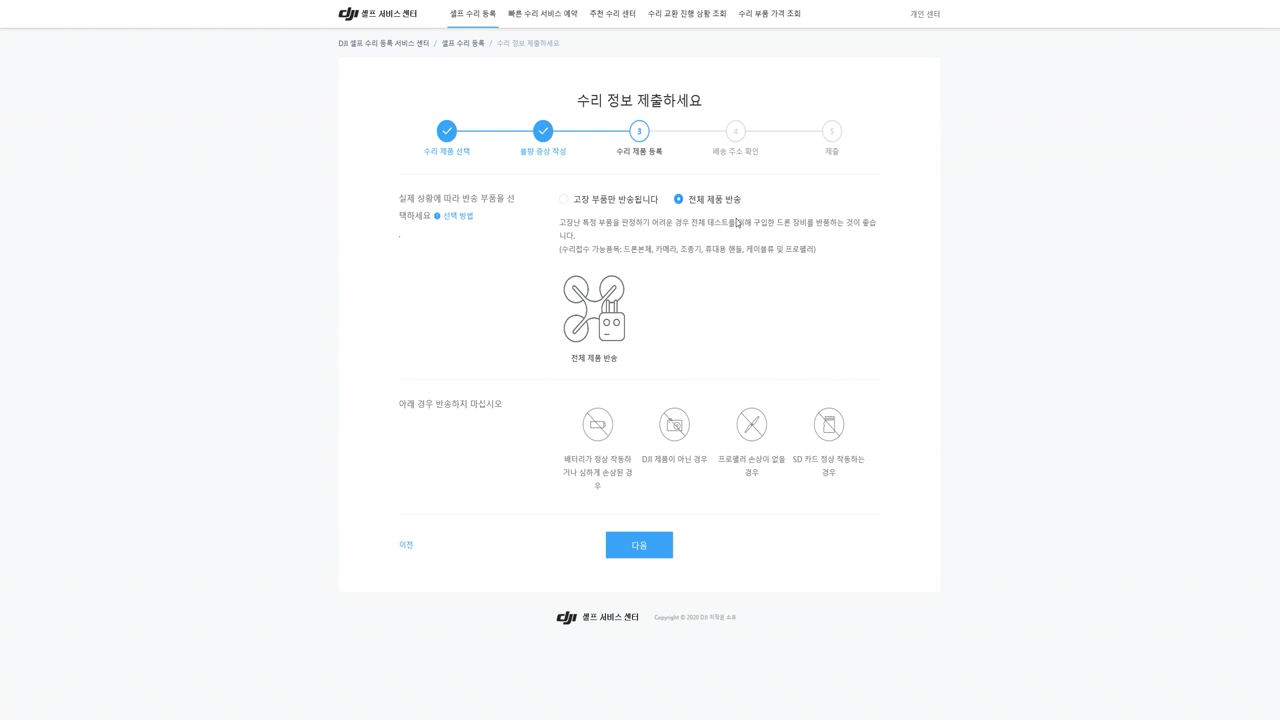 dji 셀프 서비스 센터
셀프 수리 등록 빠른 수리 서비스 예약 추천 수리 센터 수리 교환 진행 상황 조회 수리 부품 가격 조회
개인 센터
DJI 셀프 수리 등록 서비스 센터 / 셀프 수리 등록 / 수리 정보 제출하세요
수리 정보 제출하세요
3 4 5
수리 제품 선택 불량 증상 작성 수리 제품 등록 배송 주소 확인 제출
실제 상황에 따라 반송 부품을 선
택하세요 선택 방법
.
고장 부품만 반송됩니다 전체 제품 반송
고장난 특정 부품을 판정하기 어려운 경우 전체 테스트를 위해 구입한 드론 장비를 반품하는 것이 좋습
니다.
(수리접수 가능품목: 드론본체, 카메라, 조종기, 휴대용 핸들, 케이블류 및 프로펠러)
전체 제품 반송
아래 경우 반송하지 마십시오
배터리가 정상 작동하
거나 심하게 손상된 경
우
DJI 제품이 아닌 경우
프로펠러 손상이 없을
경우
SD 카드 정상 작동하는
경우
이전
다음
dji 셀프 서비스 센터 Copyright © 2020 DJI 저작권 소유